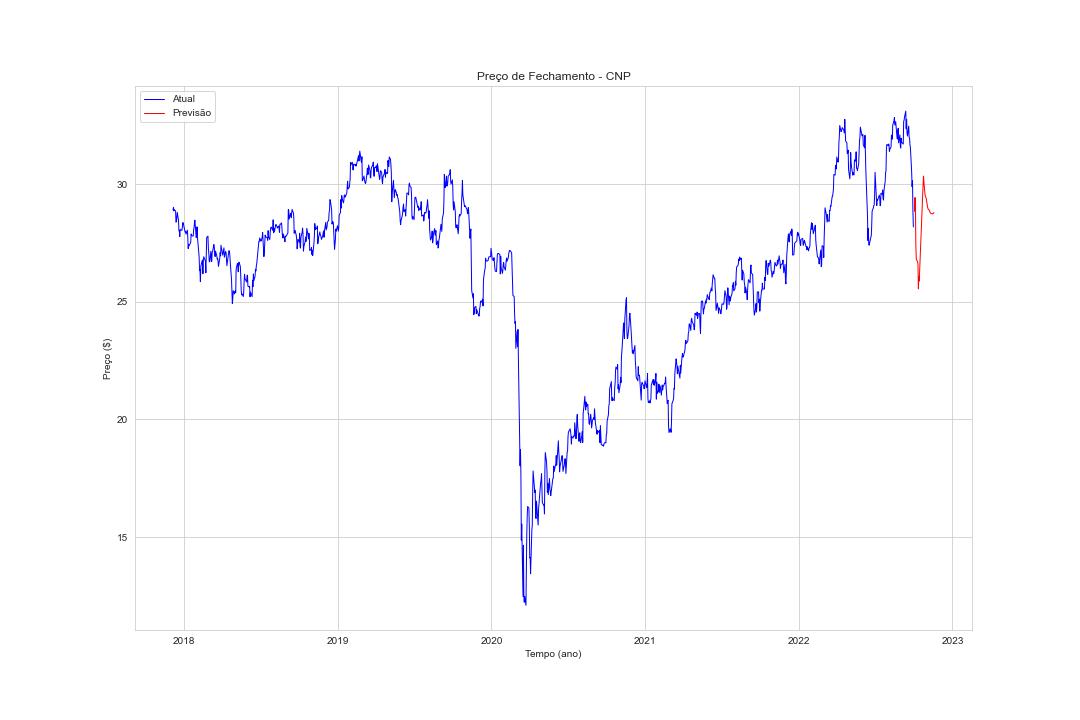 Preço de Fechamento - CNP
Atual
Previsão
Preço ($)
30
25
20
15
2018 2019 2020 2021 2022 2023
Tempo (ano)